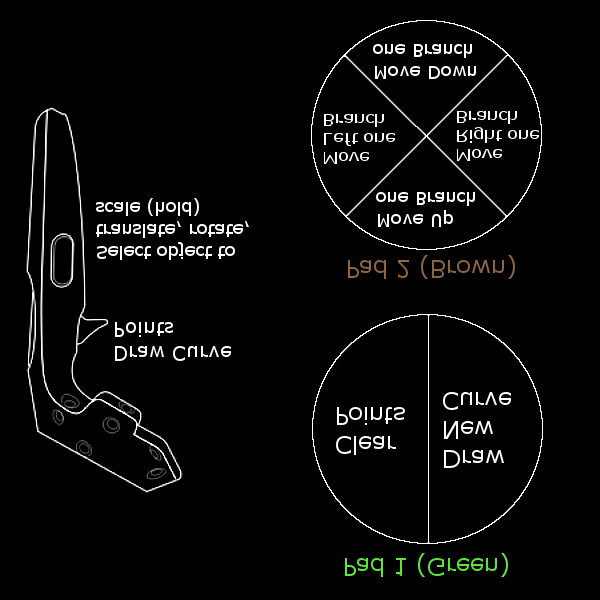 Draw Curve
Points
Select object to
translate, rotate,
scale (hold)
Pad 1 (Green)
Clear
Points
Draw
New
Curve
Pad 2 (Brown)
Move Up
one Branch
Move
Left one
Branch
Move
Right one
Branch
Move Down
one Branch